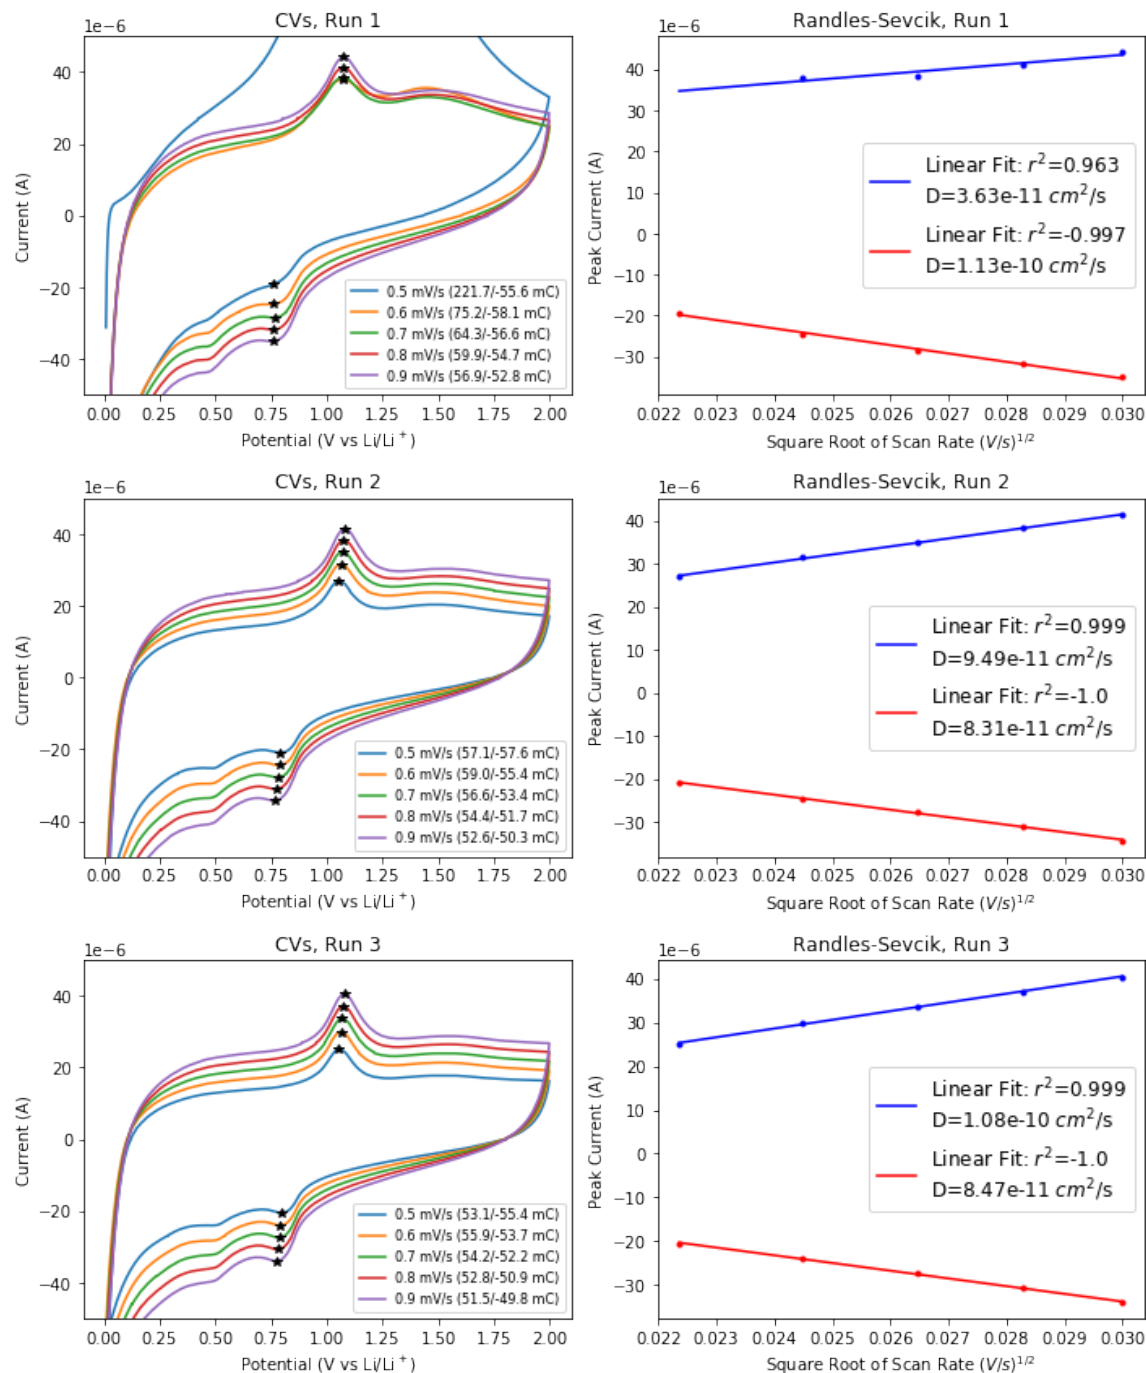 CVs, Run 1
1e−6
40
20
0
−20
−40
Current (A)
0.5 mV/s (221.7/-55.6 mC)
0.6 mV/s (75.2/-58.1 mC)
0.7 mV/s (64.3/-56.6 mC)
0.8 mV/s (59.9/-54.7 mC)
0.9 mV/s (56.9/-52.8 mC)
0.00 0.25 0.50 0.75 1.00 1.25 1.50 1.75 2.00
Potential (V vs Li/Li⁺)
Randles-Sevcik, Run 1
1e−6
40
30
20
10
0
−10
−20
−30
Peak Current (A)
Linear Fit: r²=0.963
D=3.63e-11 cm²/s
Linear Fit: r²=-0.997
D=1.13e-10 cm²/s
0.022 0.023 0.024 0.025 0.026 0.027 0.028 0.029 0.030
Square Root of Scan Rate (V/s)¹ᐟ²
CVs, Run 2
1e−6
40
20
0
−20
−40
Current (A)
0.5 mV/s (57.1/-57.6 mC)
0.6 mV/s (59.0/-55.4 mC)
0.7 mV/s (56.6/-53.4 mC)
0.8 mV/s (54.4/-51.7 mC)
0.9 mV/s (52.6/-50.3 mC)
0.00 0.25 0.50 0.75 1.00 1.25 1.50 1.75 2.00
Potential (V vs Li/Li⁺)
Randles-Sevcik, Run 2
1e−6
40
30
20
10
0
−10
−20
−30
Peak Current (A)
Linear Fit: r²=0.999
D=9.49e-11 cm²/s
Linear Fit: r²=-1.0
D=8.31e-11 cm²/s
0.022 0.023 0.024 0.025 0.026 0.027 0.028 0.029 0.030
Square Root of Scan Rate (V/s)¹ᐟ²
CVs, Run 3
1e−6
40
20
0
−20
−40
Current (A)
0.5 mV/s (53.1/-55.4 mC)
0.6 mV/s (55.9/-53.7 mC)
0.7 mV/s (54.2/-52.2 mC)
0.8 mV/s (52.8/-50.9 mC)
0.9 mV/s (51.5/-49.8 mC)
0.00 0.25 0.50 0.75 1.00 1.25 1.50 1.75 2.00
Potential (V vs Li/Li⁺)
Randles-Sevcik, Run 3
1e−6
40
30
20
10
0
−10
−20
−30
Peak Current (A)
Linear Fit: r²=0.999
D=1.08e-10 cm²/s
Linear Fit: r²=-1.0
D=8.47e-11 cm²/s
0.022 0.023 0.024 0.025 0.026 0.027 0.028 0.029 0.030
Square Root of Scan Rate (V/s)¹ᐟ²